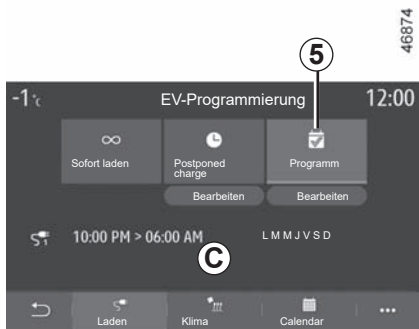 46874
5
-1°c
EV-Programmierung
12:00
∞
Sofort laden
Postponed
charge
Programm
Bearbeiten
Bearbeiten
10:00 PM > 06:00 AM
L M M J V S D
C
Laden
Klima
Calendar